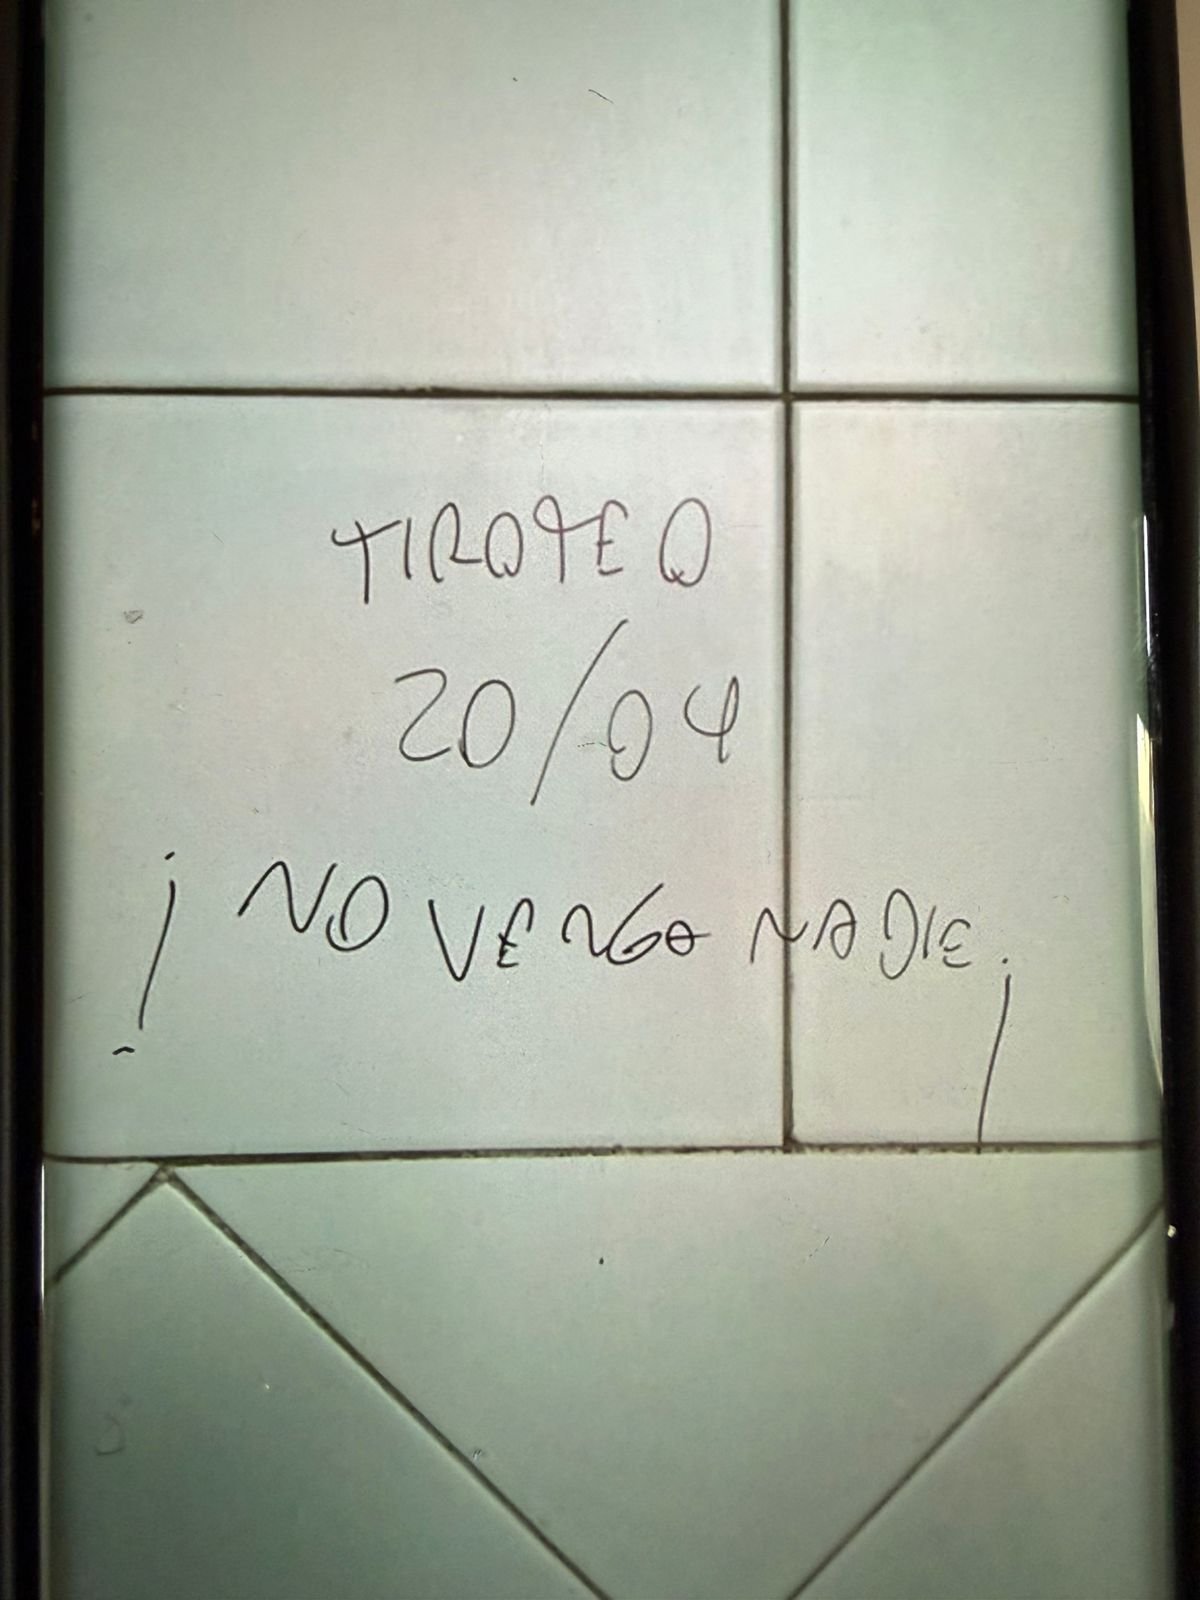 TIROTEO
20/04
¡NO VENGA NADIE!